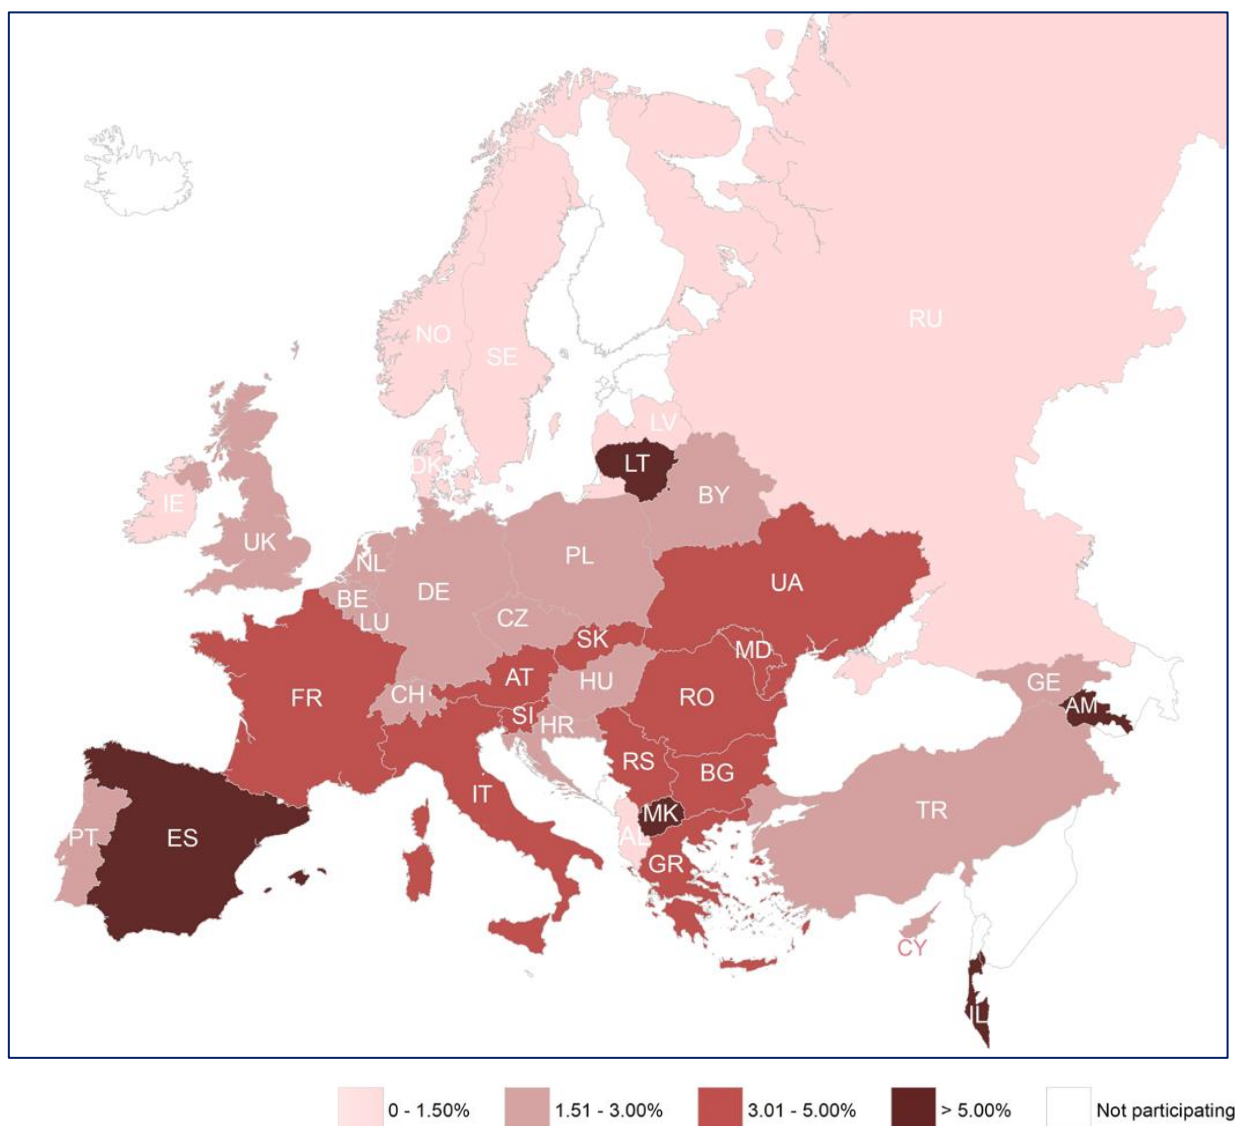 RU
NO
SE
LV
DK
LT
BY
IE
UK
NL
PL
BE
DE
UA
LU
CZ
SK
MD
AT
HU
GE
CH
FR
RO
AM
SI
HR
RS
BG
IT
MK
TR
PT
ES
AL
GR
CY
IL
0 - 1.50%
1.51 - 3.00%
3.01 - 5.00%
> 5.00%
Not participating